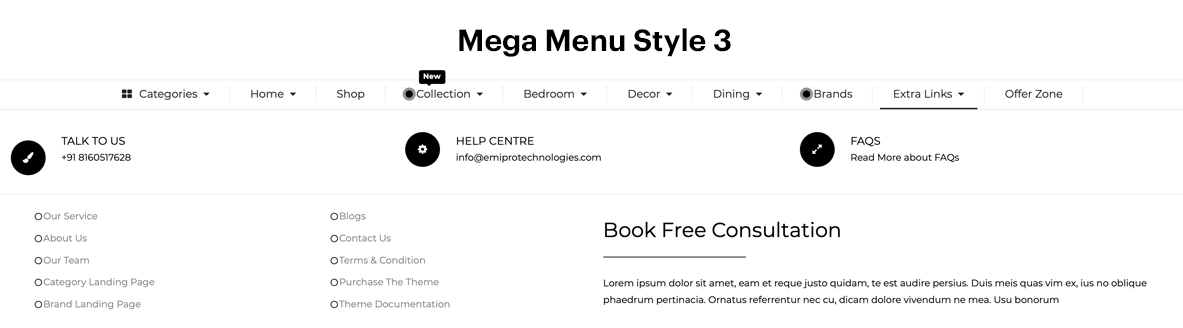 Mega Menu Style 3
New
Categories Home Shop Collection Bedroom Decor Dining Brands Extra Links Offer Zone
TALK TO US HELP CENTRE FAQS
+91 8160517628 info@emiprotechnologies.com Read More about FAQs
Our Service Blogs
About Us Contact Us
Our Team Terms & Condition
Category Landing Page Purchase The Theme
Brand Landing Page Theme Documentation
Book Free Consultation
Lorem ipsum dolor sit amet, eam et reque justo quidam, te est audire persius. Duis meis quas vim ex, ius no oblique
phaedrum pertinacia. Ornatus referrentur nec cu, dicam dolore vivendum ne mea. Usu bonorum